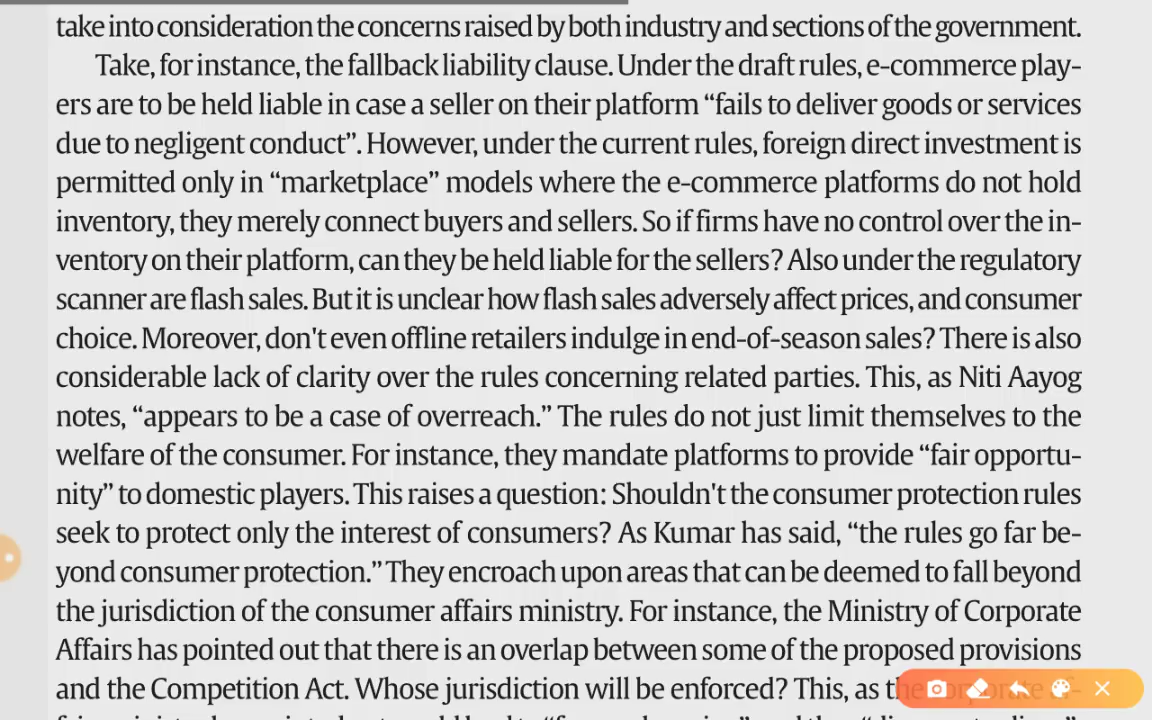 take into consideration the concerns raised by both industry and sections of the government.
Take, for instance, the fallback liability clause. Under the draft rules, e-commerce play-
ers are to be held liable in case a seller on their platform “fails to deliver goods or services
due to negligent conduct”. However, under the current rules, foreign direct investment is
permitted only in “marketplace” models where the e-commerce platforms do not hold
inventory, they merely connect buyers and sellers. So if firms have no control over the in-
ventory on their platform, can they be held liable for the sellers? Also under the regulatory
scanner are flash sales. But it is unclear how flash sales adversely affect prices, and consumer
choice. Moreover, don't even offline retailers indulge in end-of-season sales? There is also
considerable lack of clarity over the rules concerning related parties. This, as Niti Aayog
notes, “appears to be a case of overreach.” The rules do not just limit themselves to the
welfare of the consumer. For instance, they mandate platforms to provide “fair opportu-
nity” to domestic players. This raises a question: Shouldn't the consumer protection rules
seek to protect only the interest of consumers? As Kumar has said, “the rules go far be-
yond consumer protection.” They encroach upon areas that can be deemed to fall beyond
the jurisdiction of the consumer affairs ministry. For instance, the Ministry of Corporate
Affairs has pointed out that there is an overlap between some of the proposed provisions
and the Competition Act. Whose jurisdiction will be enforced? This, as the